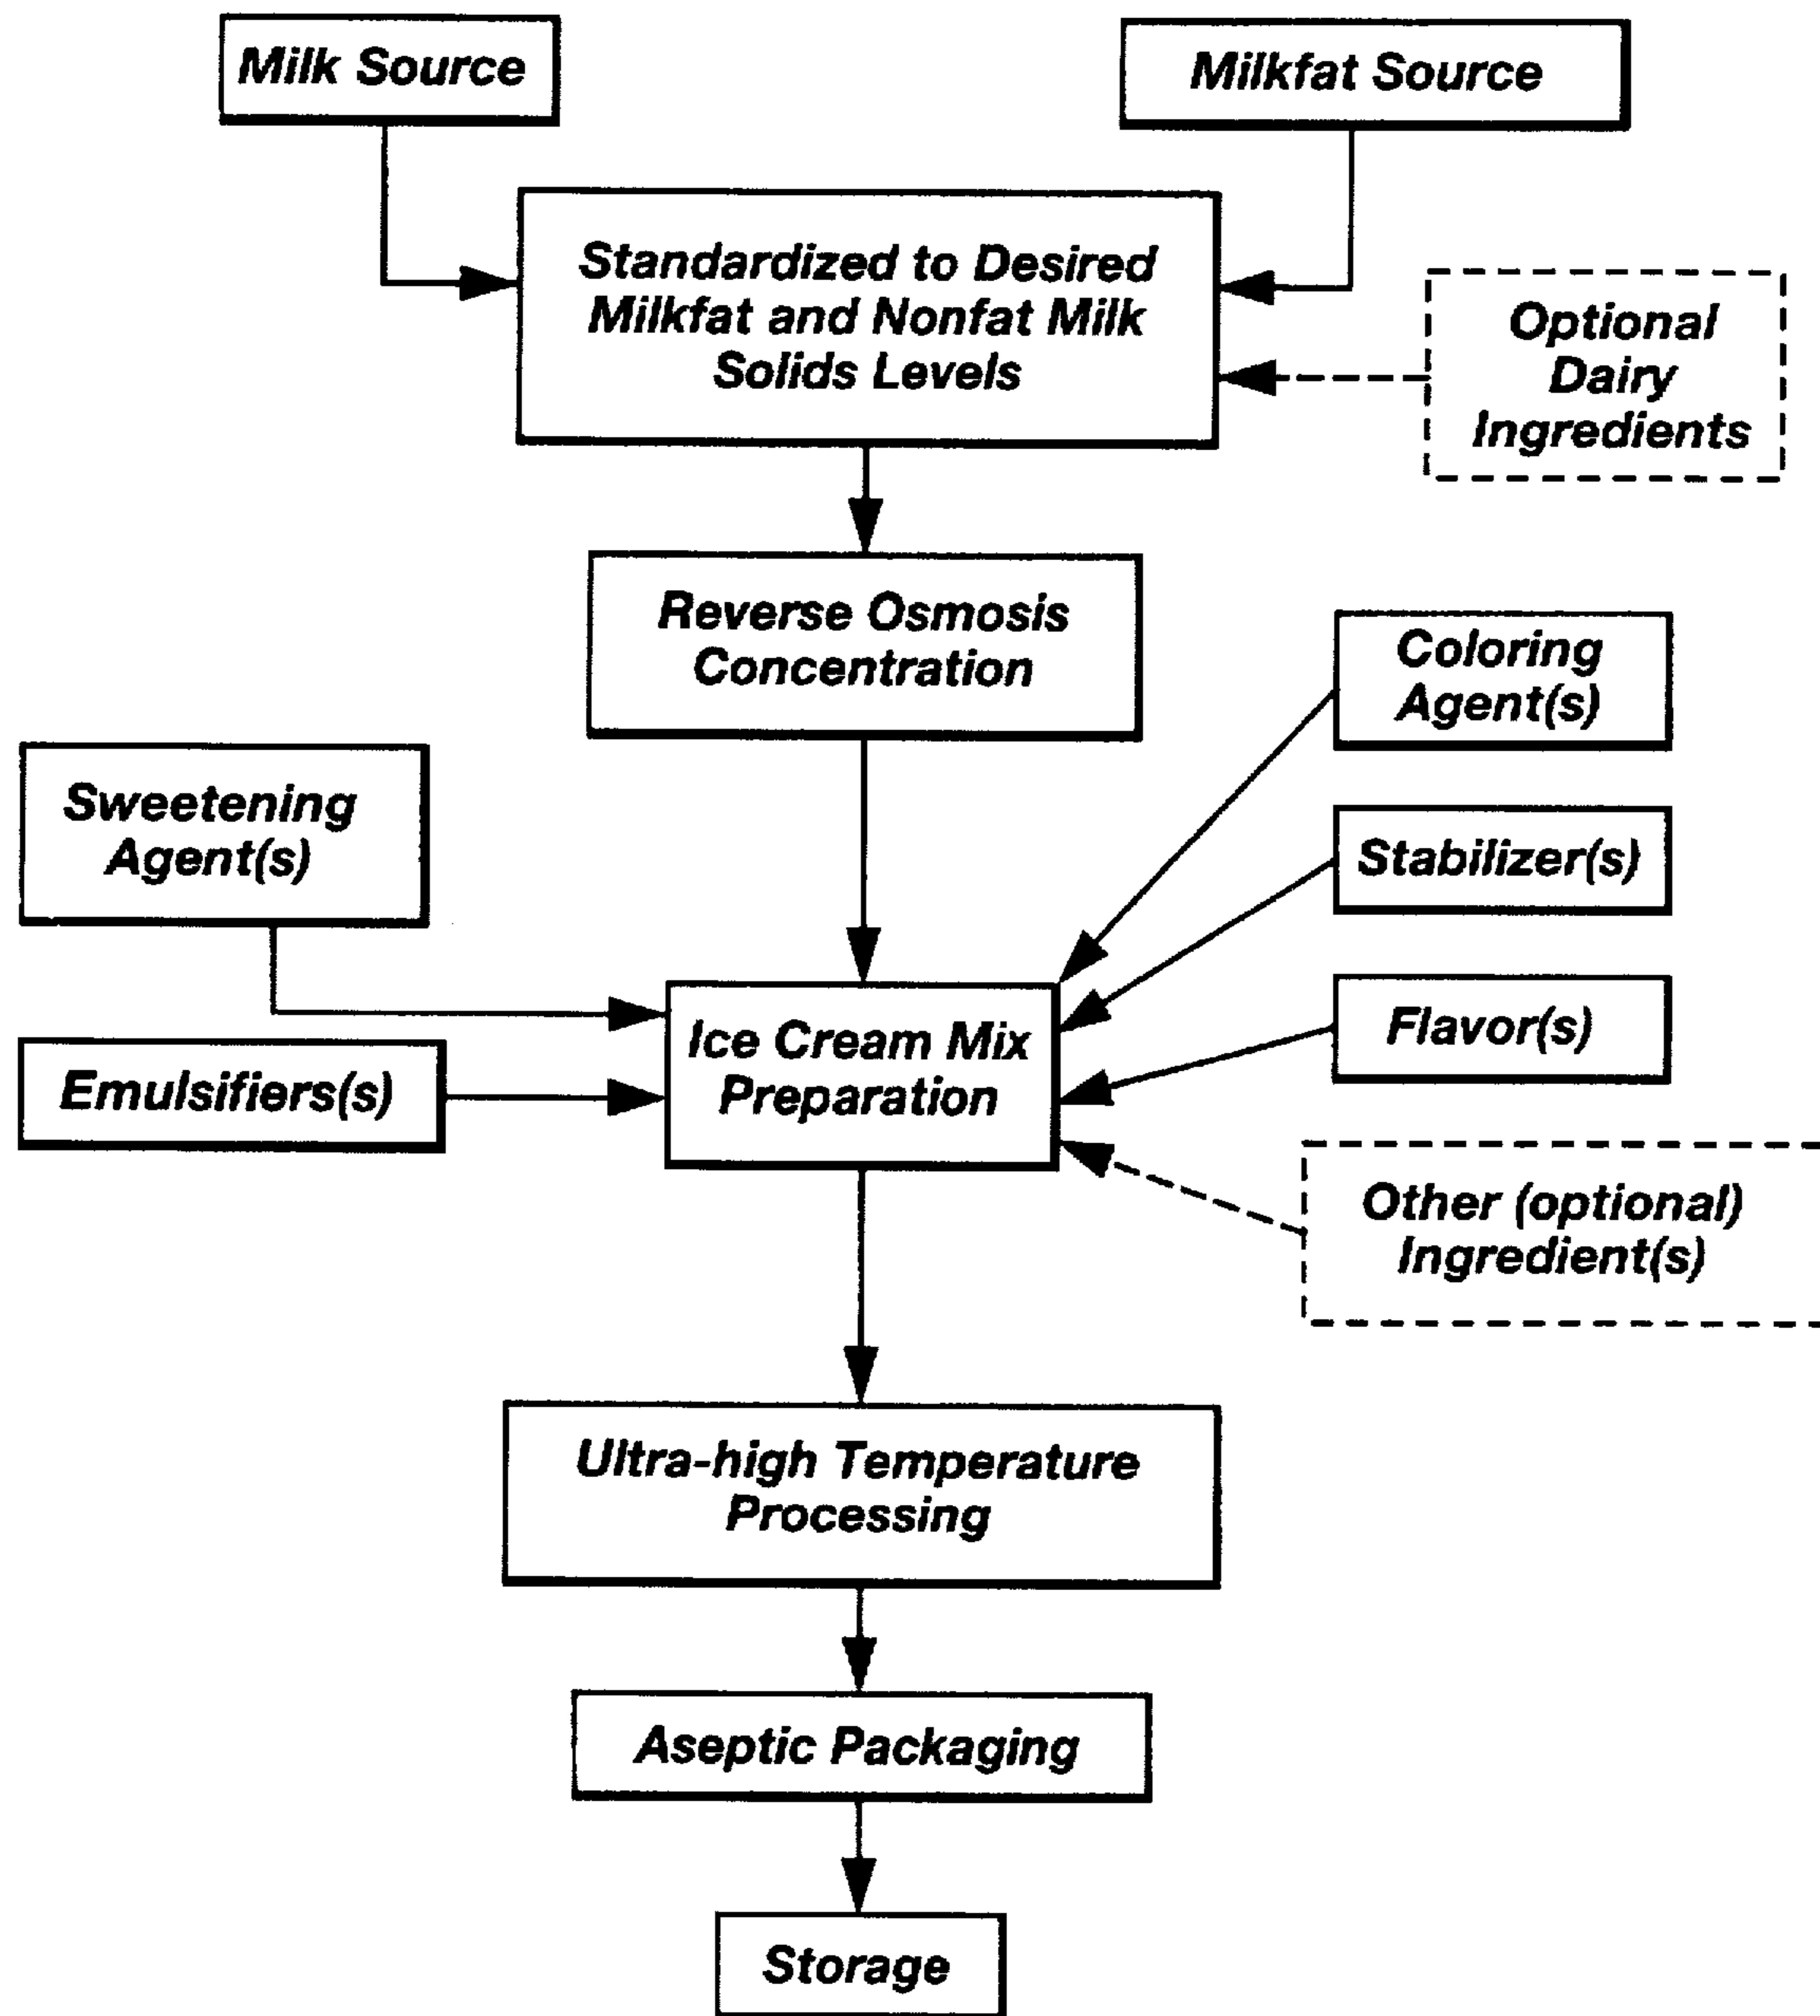 Milk Source
Milkfat Source
Standardized to Desired
Milkfat and Nonfat Milk
Solids Levels
Optional
Dairy
Ingredients
Reverse Osmosis
Concentration
Coloring
Agent(s)
Sweetening
Agent(s)
Stabilizer(s)
Ice Cream Mix
Preparation
Flavor(s)
Emulsifiers(s)
Other (optional)
Ingredient(s)
Ultra-high Temperature
Processing
Aseptic Packaging
Storage